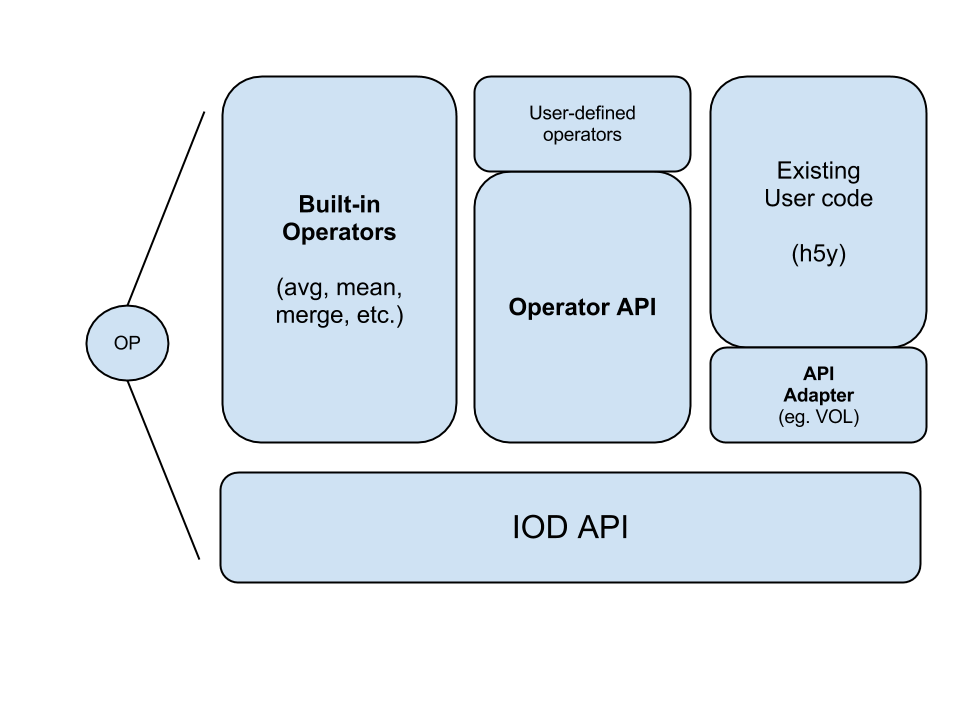 OP
Built-in
Operators
(avg, mean,
merge, etc.)
User-defined
operators
Operator API
Existing
User code
(h5y)
API
Adapter
(eg. VOL)
IOD API